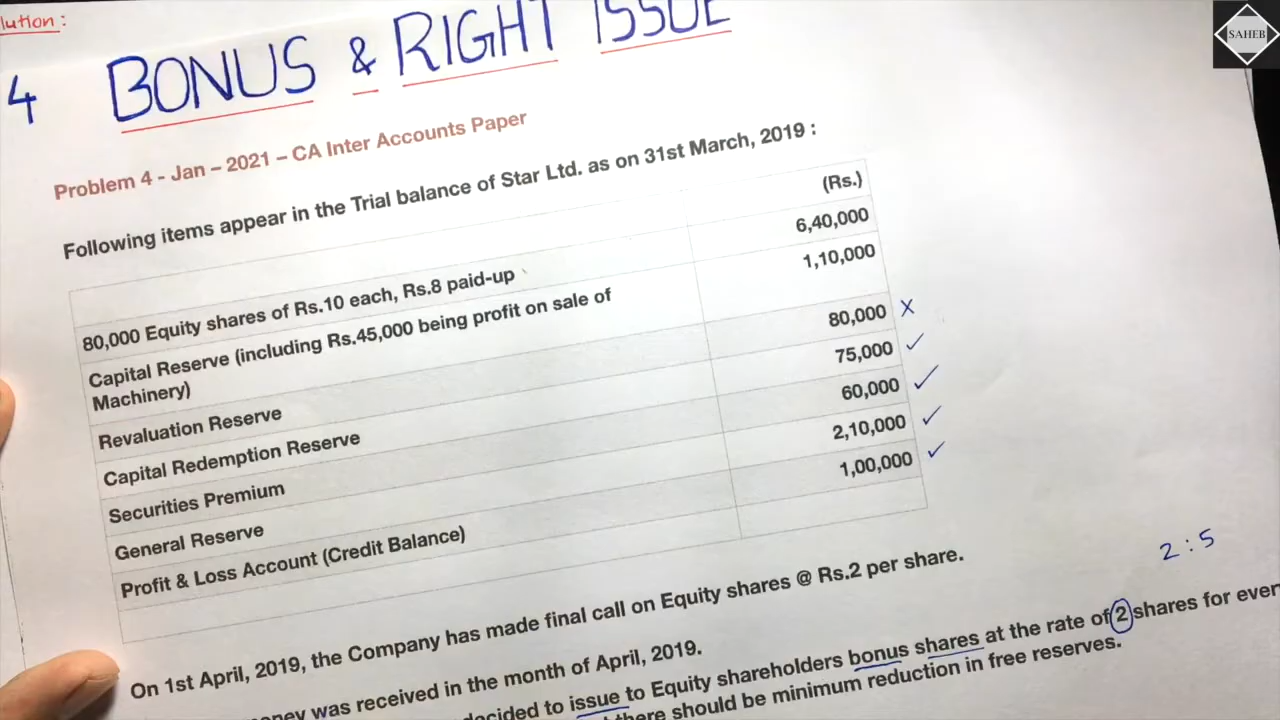 lution :
SAHEB
4 BONUS & RIGHT ISSUE
Problem 4 - Jan – 2021 – CA Inter Accounts Paper
Following items appear in the Trial balance of Star Ltd. as on 31st March, 2019 :
(Rs.)
80,000 Equity shares of Rs.10 each, Rs.8 paid-up 6,40,000
Capital Reserve (including Rs.45,000 being profit on sale of 1,10,000
Machinery)
Revaluation Reserve 80,000 x
Capital Redemption Reserve 75,000 ✓
Securities Premium 60,000 ✓
General Reserve 2,10,000 ✓
Profit & Loss Account (Credit Balance) 1,00,000 ✓
2 : 5
On 1st April, 2019, the Company has made final call on Equity shares @ Rs.2 per share.
money was received in the month of April, 2019.
decided to issue to Equity shareholders bonus shares at the rate of 2 shares for ever
there should be minimum reduction in free reserves.